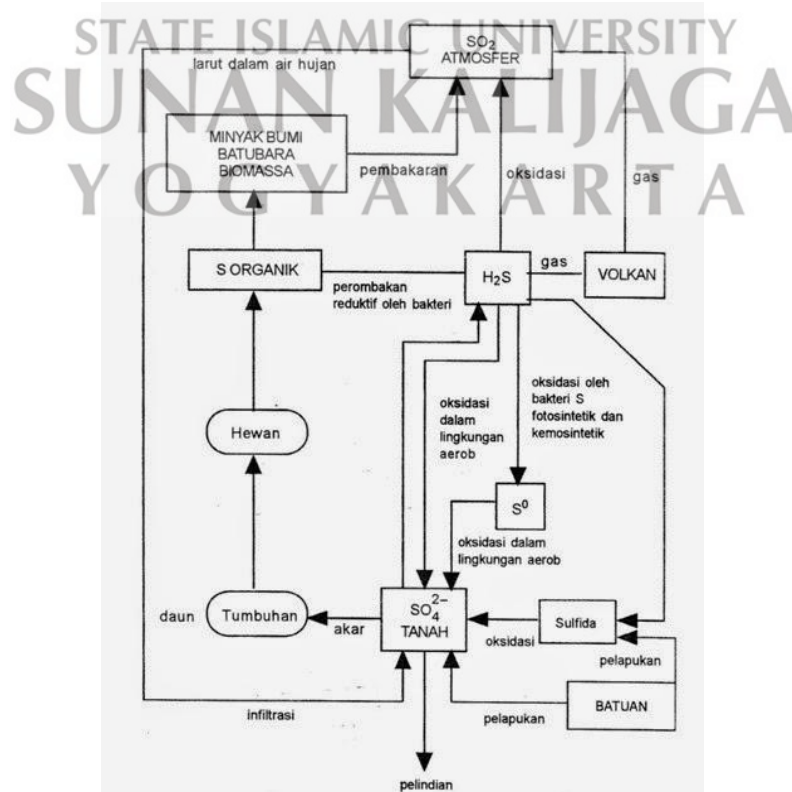 STATE ISLAMIC UNIVERSITY
SUNAN KALIJAGA
YOGYAKARTA
SO2
ATMOSFER
larut dalam air hujan
MINYAK BUMI
BATUBARA
BIOMASSA
pembakaran
oksidasi
gas
S ORGANIK
perombakan
reduktif oleh bakteri
H2S
gas
VOLKAN
oksidasi
dalam
lingkungan
aerob
oksidasi oleh
bakteri S
fotosintetik dan
kemosintetik
Hewan
S0
oksidasi dalam
lingkungan aerob
daun
Tumbuhan
akar
SO4 2–
TANAH
oksidasi
Sulfida
pelapukan
infiltrasi
pelapukan
BATUAN
pelindian